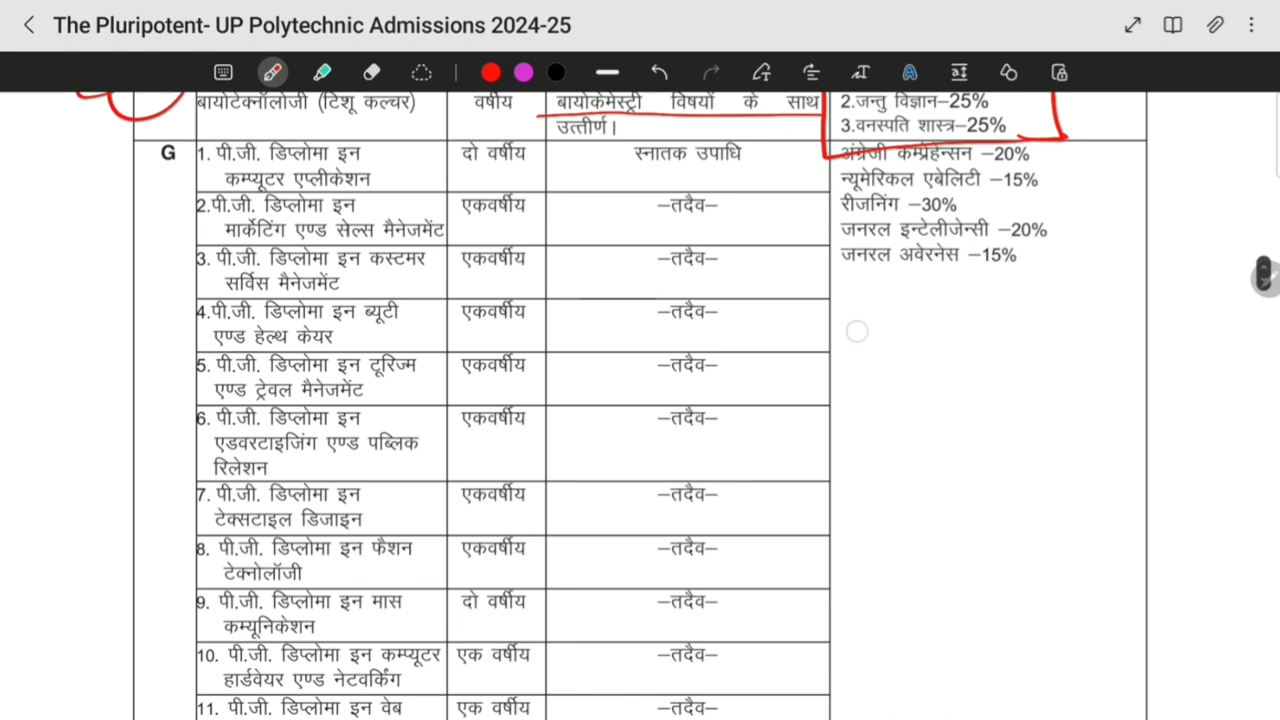 The Pluripotent- UP Polytechnic Admissions 2024-25
बायोटेक्नॉलोजी (टिशू कल्चर) वर्षीय बायोकेमेस्ट्री विषयों के साथ 2.जन्तु विज्ञान–25%
उत्तीर्ण। 3.वनस्पति शास्त्र–25%
G 1. पी.जी. डिप्लोमा इन दो वर्षीय स्नातक उपाधि अंग्रेजी कम्प्रेहेन्सन –20%
कम्प्यूटर एप्लीकेशन न्यूमेरिकल एबेलिटी –15%
2.पी.जी. डिप्लोमा इन एकवर्षीय –तदैव– रीजनिंग –30%
मार्केटिंग एण्ड सेल्स मैनेजमेंट जनरल इन्टेलीजेन्सी –20%
3. पी.जी. डिप्लोमा इन कस्टमर एकवर्षीय –तदैव– जनरल अवेरनेस –15%
सर्विस मैनेजमेंट
4.पी.जी. डिप्लोमा इन ब्यूटी एकवर्षीय –तदैव–
एण्ड हेल्थ केयर
5. पी.जी. डिप्लोमा इन टूरिज्म एकवर्षीय –तदैव–
एण्ड ट्रेवल मैनेजमेंट
6. पी.जी. डिप्लोमा इन एकवर्षीय –तदैव–
एडवरटाइजिंग एण्ड पब्लिक
रिलेशन
7. पी.जी. डिप्लोमा इन एकवर्षीय –तदैव–
टेक्सटाइल डिजाइन
8. पी.जी. डिप्लोमा इन फैशन एकवर्षीय –तदैव–
टेक्नोलॉजी
9. पी.जी. डिप्लोमा इन मास दो वर्षीय –तदैव–
कम्यूनिकेशन
10. पी.जी. डिप्लोमा इन कम्प्यूटर एक वर्षीय –तदैव–
हार्डवेयर एण्ड नेटवर्किंग
11. पी.जी. डिप्लोमा इन वेब एक वर्षीय –तदैव–